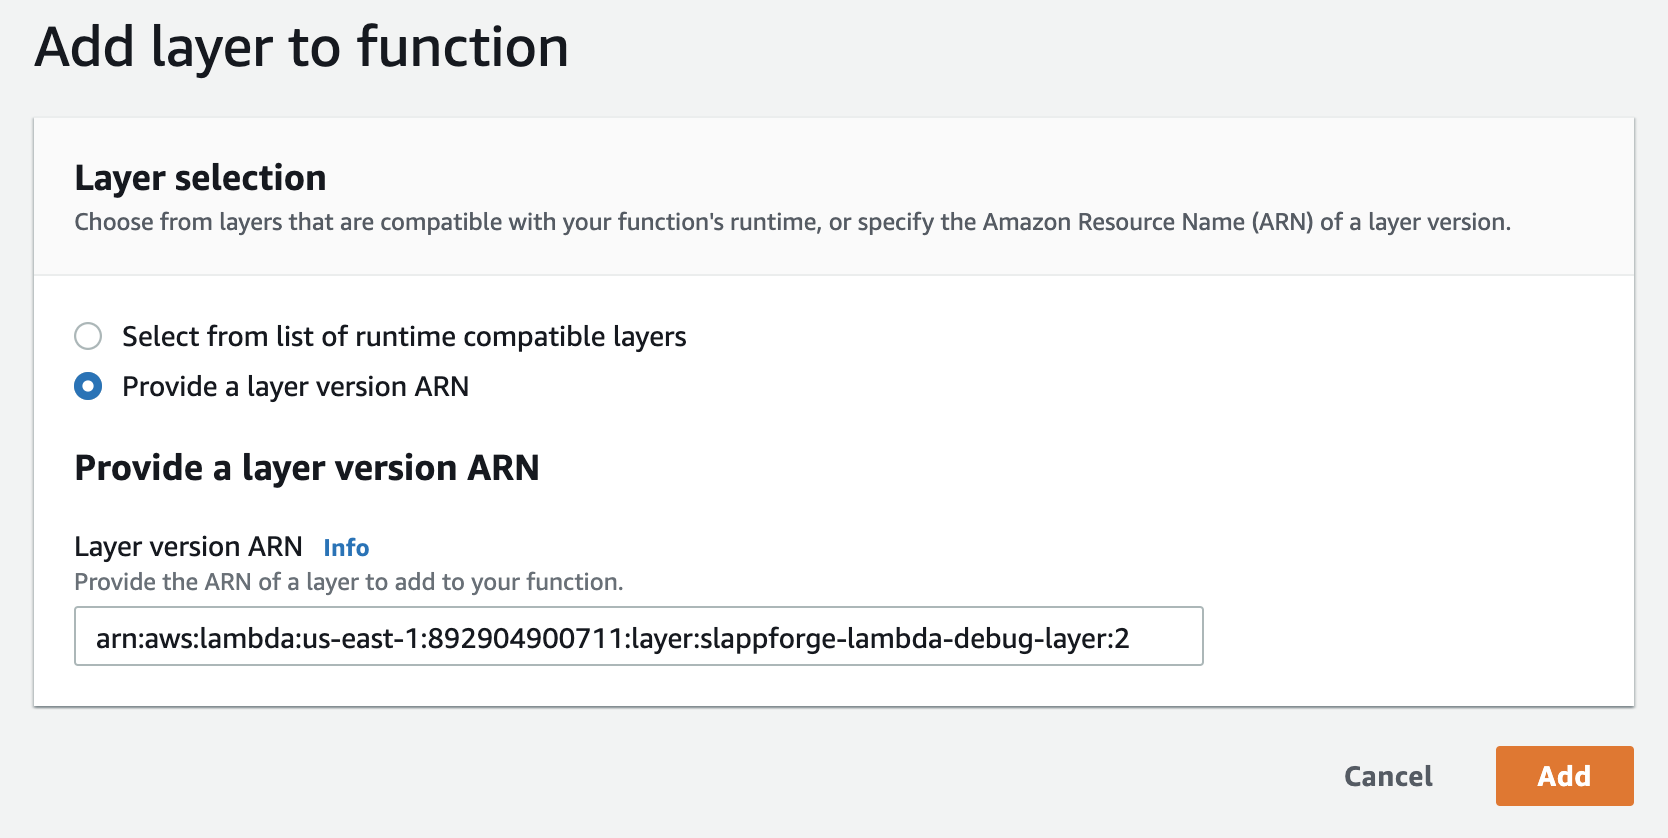 Add layer to function
Layer selection
Choose from layers that are compatible with your function's runtime, or specify the Amazon Resource Name (ARN) of a layer version.
Select from list of runtime compatible layers
Provide a layer version ARN
Provide a layer version ARN
Layer version ARN Info
Provide the ARN of a layer to add to your function.
arn:aws:lambda:us-east-1:892904900711:layer:slappforge-lambda-debug-layer:2
Cancel Add